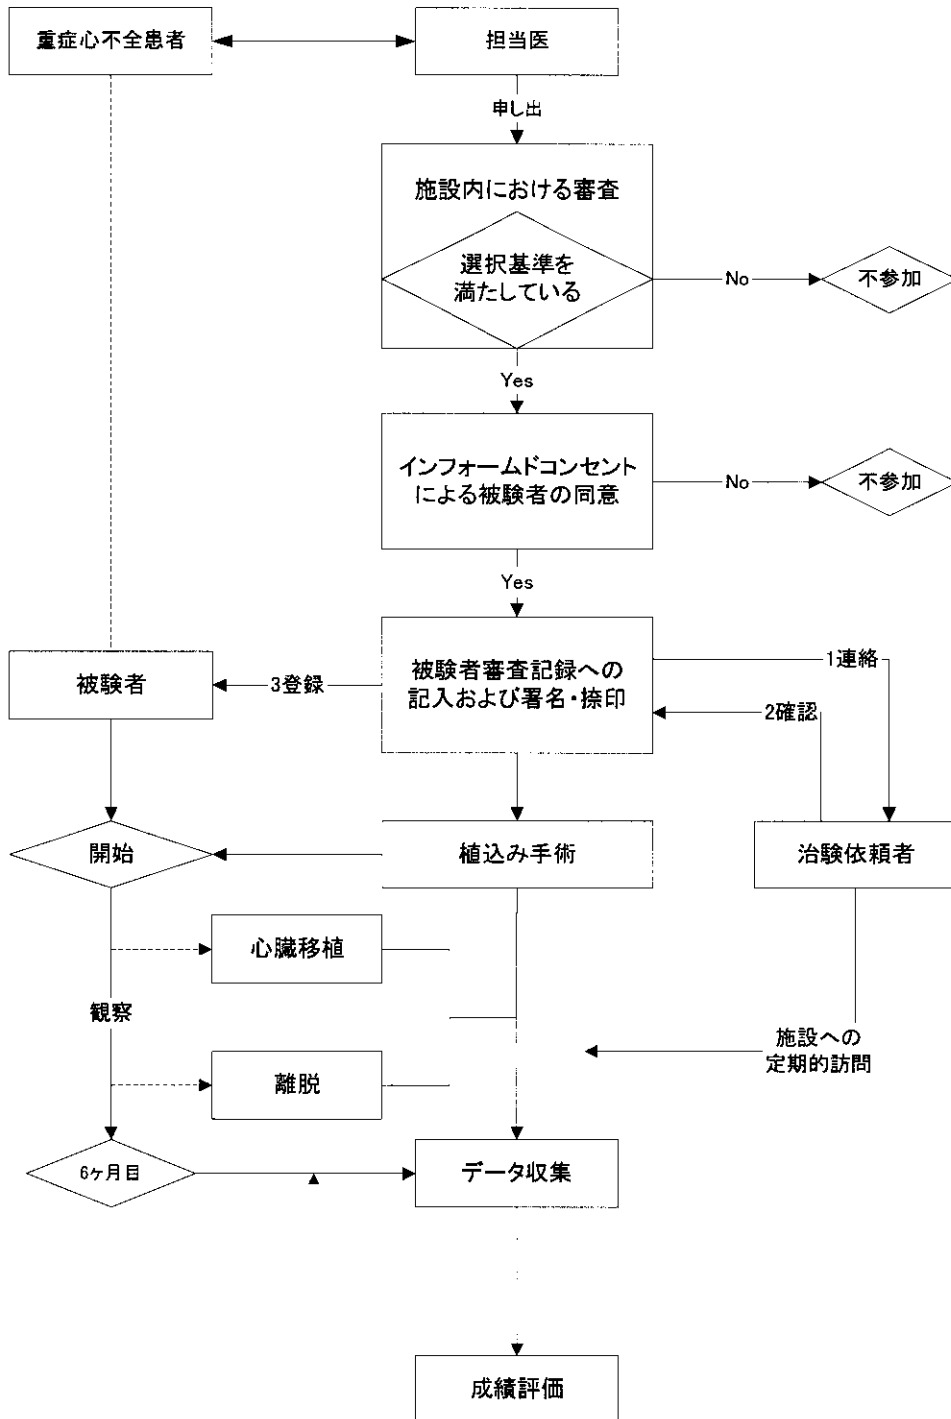 重症心不全患者
担当医
申し出
施設内における審査
選択基準を
満たしている
No
不参加
Yes
インフォームドコンセント
による被験者の同意
No
不参加
Yes
被験者審査記録への
記入および署名・捺印
1連絡
2確認
3登録
被験者
開始
植込み手術
治験依頼者
心臓移植
観察
施設への
定期的訪問
離脱
6ヶ月目
データ収集
成績評価